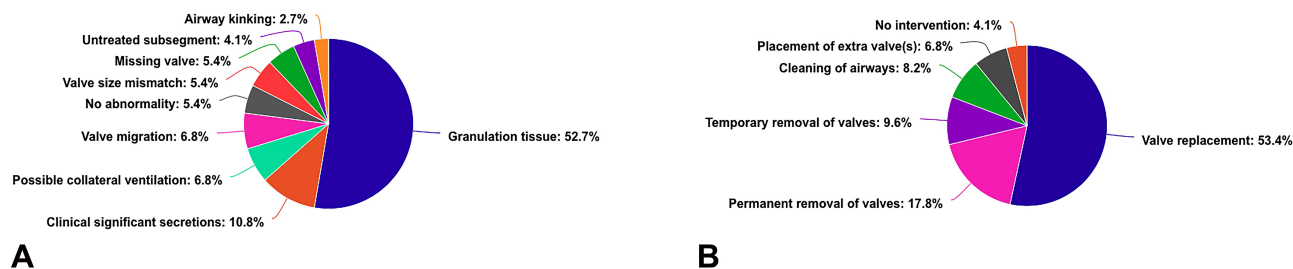 Airway kinking: 2.7%
Untreated subsegment: 4.1%
Missing valve: 5.4%
Valve size mismatch: 5.4%
No abnormality: 5.4%
Valve migration: 6.8%
Possible collateral ventilation: 6.8%
Clinical significant secretions: 10.8%
Granulation tissue: 52.7%
A
No intervention: 4.1%
Placement of extra valve(s): 6.8%
Cleaning of airways: 8.2%
Temporary removal of valves: 9.6%
Permanent removal of valves: 17.8%
Valve replacement: 53.4%
B